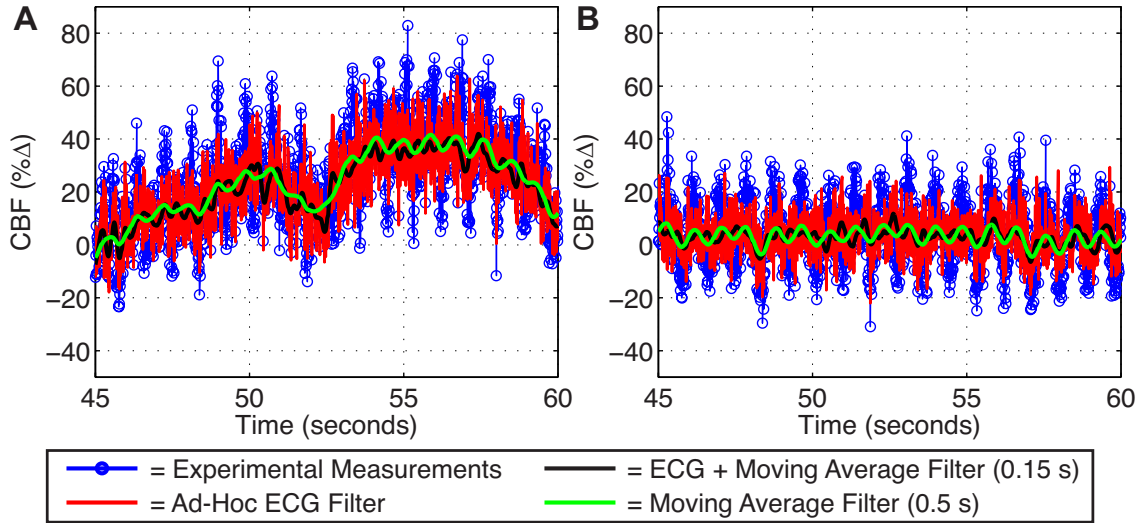 A
B
80
60
40
20
0
−20
−40
CBF (%Δ)
45
50
55
60
Time (seconds)
80
60
40
20
0
−20
−40
CBF (%Δ)
45
50
55
60
Time (seconds)
= Experimental Measurements
= Ad-Hoc ECG Filter
= ECG + Moving Average Filter (0.15 s)
= Moving Average Filter (0.5 s)